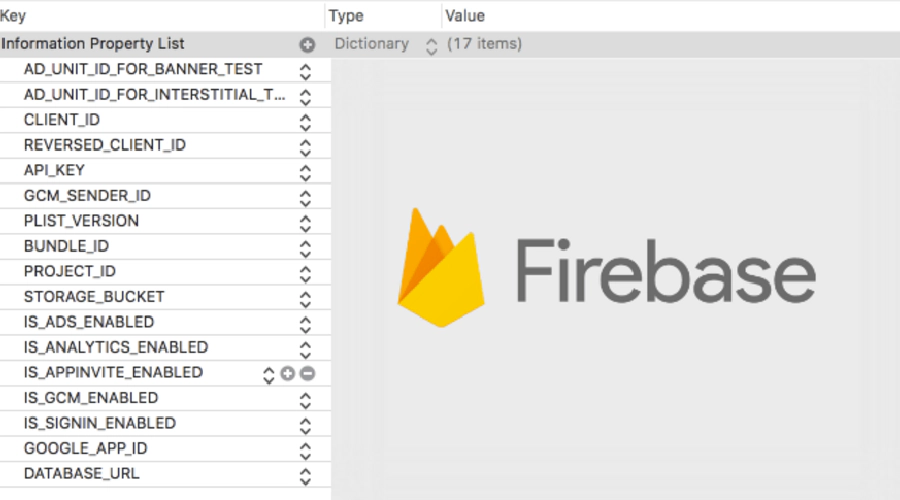 Key Type Value
Information Property List Dictionary (17 items)
AD_UNIT_ID_FOR_BANNER_TEST
AD_UNIT_ID_FOR_INTERSTITIAL_T...
CLIENT_ID
REVERSED_CLIENT_ID
API_KEY
GCM_SENDER_ID
PLIST_VERSION
BUNDLE_ID
PROJECT_ID
STORAGE_BUCKET
IS_ADS_ENABLED
IS_ANALYTICS_ENABLED
IS_APPINVITE_ENABLED
IS_GCM_ENABLED
IS_SIGNIN_ENABLED
GOOGLE_APP_ID
DATABASE_URL
Firebase